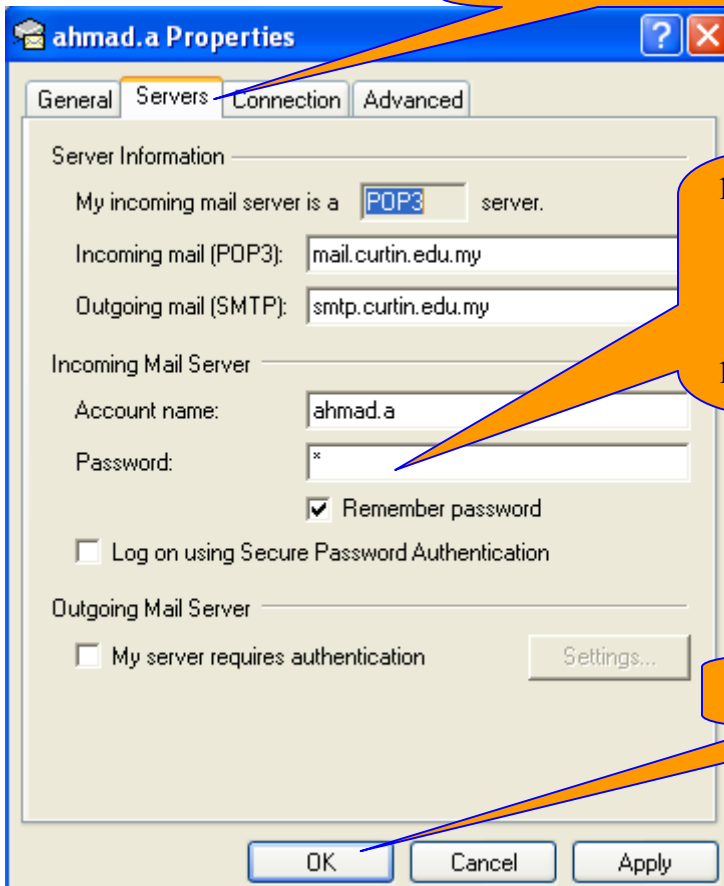 ahmad.a Properties
General Servers Connection Advanced
Server Information
My incoming mail server is a POP3 server.
Incoming mail (POP3): mail.curtin.edu.my
Outgoing mail (SMTP): smtp.curtin.edu.my
Incoming Mail Server
Account name: ahmad.a
Password: *
Remember password
Log on using Secure Password Authentication
Outgoing Mail Server
My server requires authentication Settings...
OK Cancel Apply